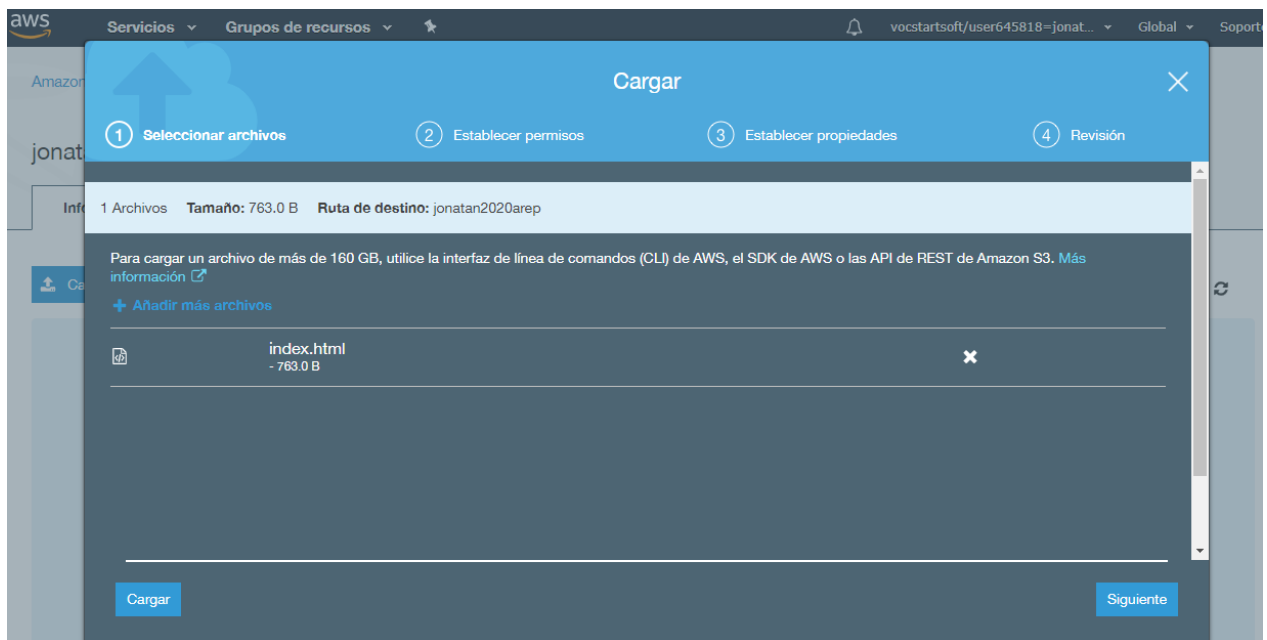 aws Servicios Grupos de recursos vocstartsoft/user645818=jonat... Global Soporte
Amazon
Cargar
1 Seleccionar archivos 2 Establecer permisos 3 Establecer propiedades 4 Revisión
jonat
Info
1 Archivos Tamaño: 763.0 B Ruta de destino: jonatan2020arep
Para cargar un archivo de más de 160 GB, utilice la interfaz de línea de comandos (CLI) de AWS, el SDK de AWS o las API de REST de Amazon S3. Más
información
Ca
+ Añadir más archivos
index.html
- 763.0 B
Cargar Siguiente